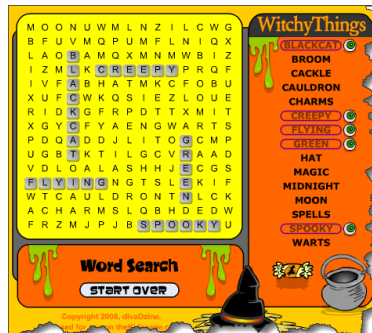 WitchyThings
M O O N U W M L N Z I L C W G
B F U V M Q P U M F L N I Q X
L A O B A M Q X M N M W B I Z
I Z M L K C R E E P Y P R Q F
I V F A B H A T M K C F O B U
X U F C W K Q S I E Z L O U E
R I D K G F R P D T T X M I T
X G Y C F Y A E N G W A R T S
P D Q A D D J L I T O G C M P
U G B T K T I L G C V R A A D
V D L O A L A S H H J E C G S
F L Y I N G N G T S L E K I F
W T C A U L D R O N T N L C K
A C H A R M S L Q B H D E D W
F R Z M J P J B S P O O K Y U
BLACKCAT
BROOM
CACKLE
CAULDRON
CHARMS
CREEPY
FLYING
GREEN
HAT
MAGIC
MIDNIGHT
MOON
SPELLS
SPOOKY
WARTS
Word Search
START OVER
Copyright 2008, divaDzine.